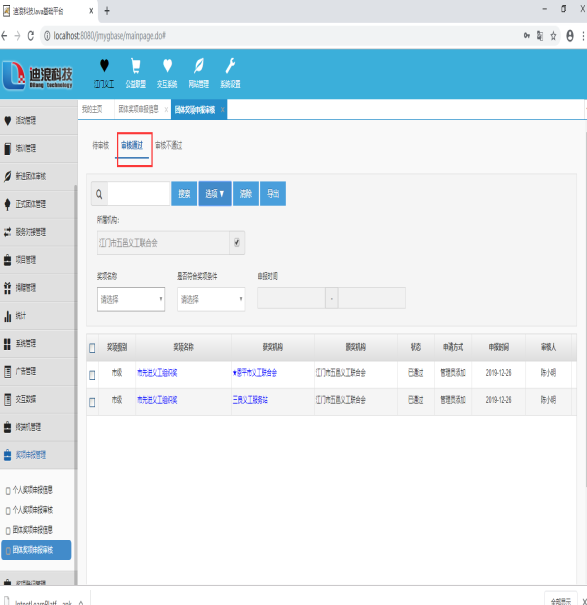 迪浪科技Java基础平台
localhost:8080/jmygbase/mainpage.do#
迪浪科技
Dilang technology
江门义工
公益联盟
交互系统
网站管理
系统设置
我的主页
团体奖项申报信息
团体奖项申报审核
活动管理
培训管理
新进团体审核
正式团体管理
服务对接管理
项目管理
捐赠管理
统计
系统管理
广告管理
交互数据
终端机管理
奖项申报管理
个人奖项申报信息
个人奖项申报审核
团体奖项申报信息
团体奖项申报审核
待审核
审核通过
审核不通过
搜索
选项▼
清除
导出
所属机构:
江门市五邑义工联合会
奖项名称
是否符合奖项条件
申报时间
请选择
请选择
-
奖项级别 奖项名称 获奖机构 颁奖机构 状态 申请方式 申报时间 审核人
市级 市先进义工组织奖 ★恩平市义工联合会 江门市五邑义工联合会 已通过 管理员添加 2019-12-26 陈小明
市级 市先进义工组织奖 三良义工服务站 江门市五邑义工联合会 已通过 管理员添加 2019-12-26 陈小明
全部显示